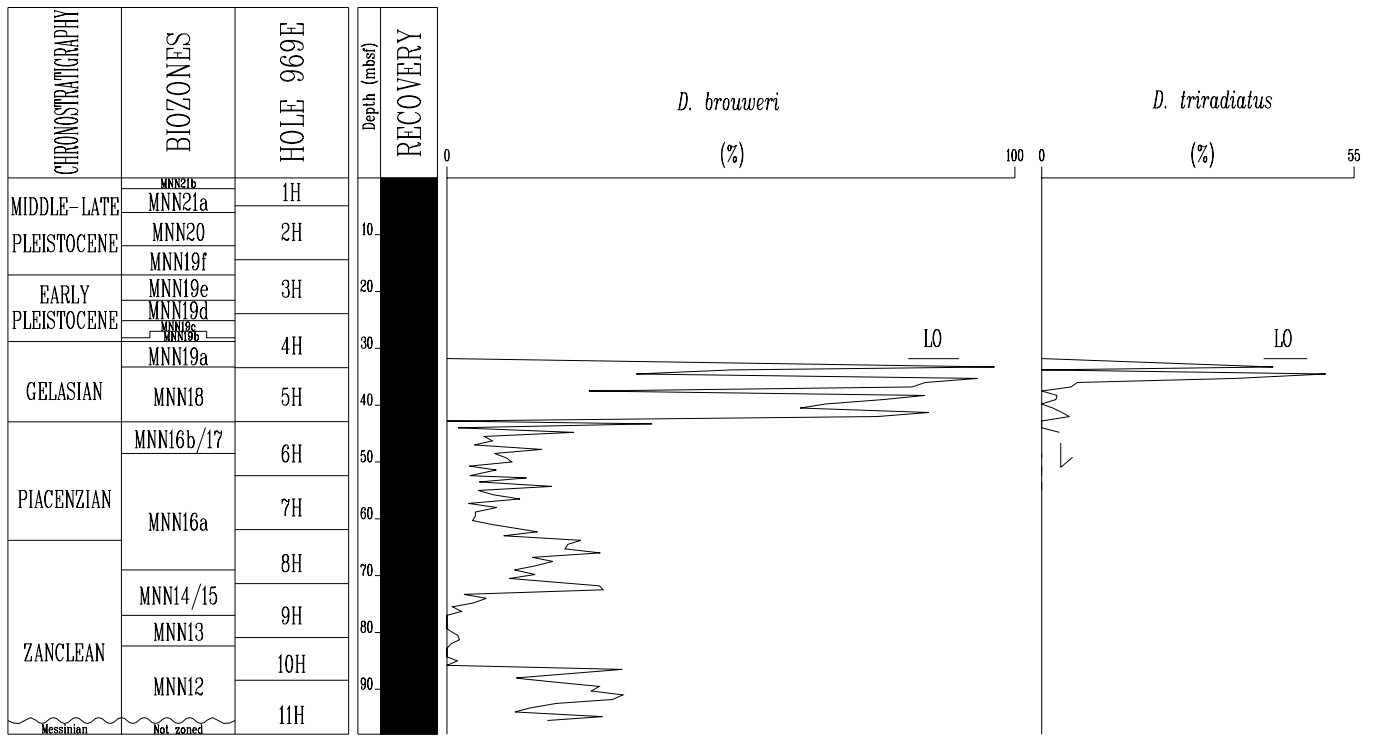 CHRONOSTRATIGRAPHY
BIOZONES
HOLE 969E
Depth (mbsf)
RECOVERY
D. brouweri
D. triradiatus
0
(%)
100
0
(%)
55
MIDDLE-LATE
PLEISTOCENE
EARLY
PLEISTOCENE
GELASIAN
PIACENZIAN
ZANCLEAN
Messinian
MNN21b
MNN21a
MNN20
MNN19f
MNN19e
MNN19d
MNN19c
MNN19b
MNN19a
MNN18
MNN16b/17
MNN16a
MNN14/15
MNN13
MNN12
Not zoned
1H
2H
3H
4H
5H
6H
7H
8H
9H
10H
11H
10
20
30
40
50
60
70
80
90
LO
LO